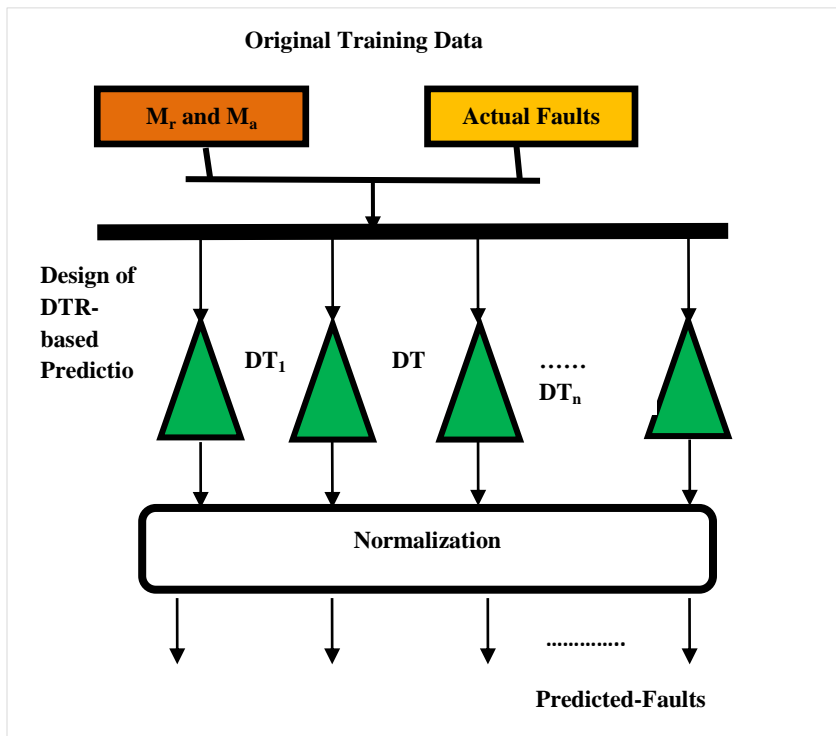 Original Training Data
Mr and Ma
Actual Faults
Design of
DTR-
based
Predictio
DT1
DT
……
DTn
Normalization
…………..
Predicted-Faults